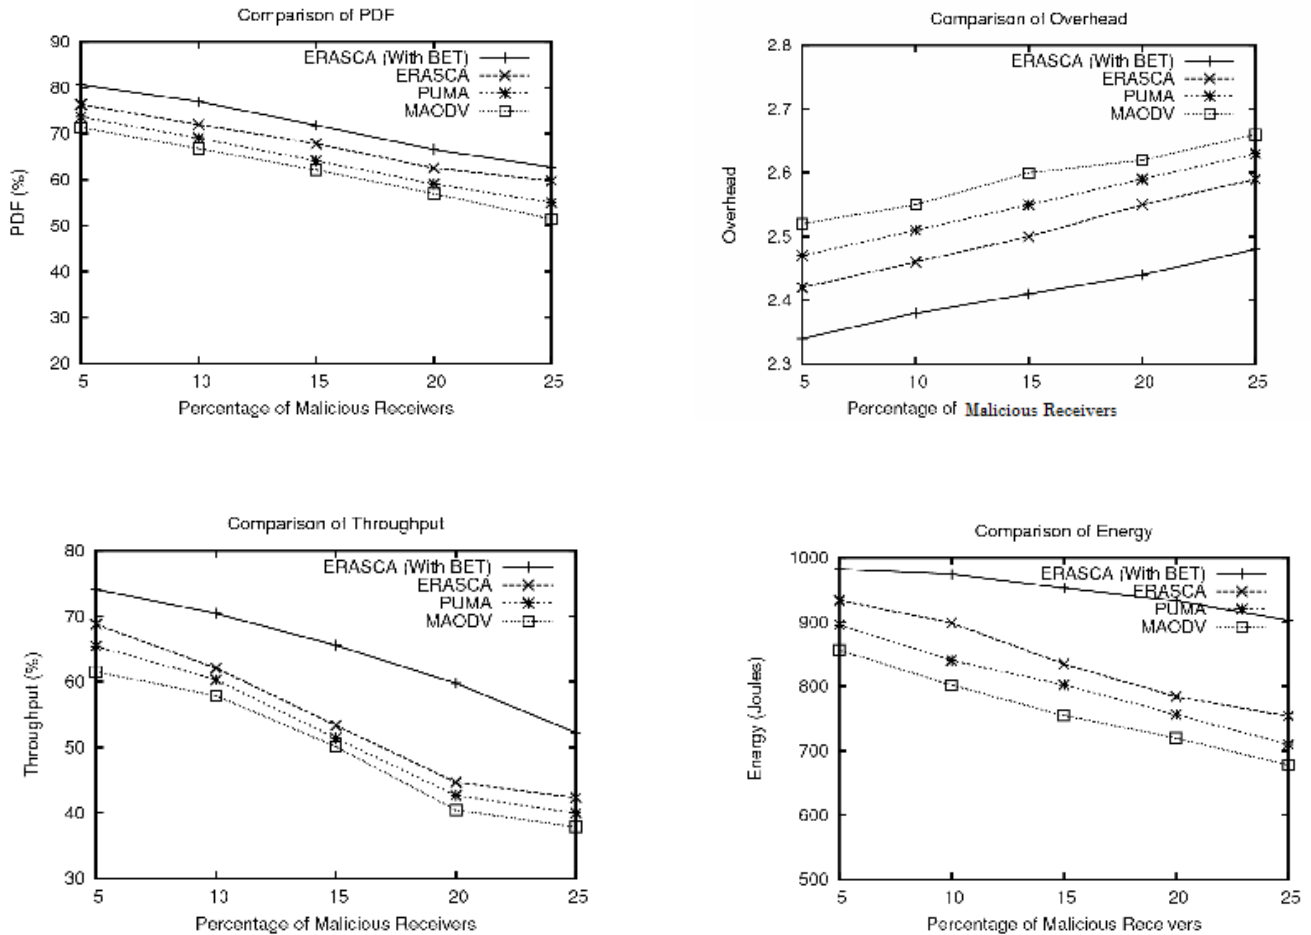 Comparison of PDF
90
80
70
60
50
40
30
20
PDF (%)
ERASCA (With BET)
ERASCA
PUMA
MAODV
5
10
15
20
25
Percentage of Malicious Receivers
Comparison of Overhead
2.8
2.7
2.6
2.5
2.4
2.3
Overhead
ERASCA (With BET)
ERASCA
PUMA
MAODV
5
10
15
20
25
Percentage of Malicious Receivers
Comparison of Throughput
80
70
60
50
40
30
Throughput (%)
ERASCA (With BET)
ERASCA
PUMA
MAODV
5
10
15
20
25
Percentage of Malicious Receivers
Comparison of Energy
1000
900
800
700
600
500
Energy (Joules)
ERASCA (With BET)
ERASCA
PUMA
MAODV
5
10
15
20
25
Percentage of Malicious Receivers